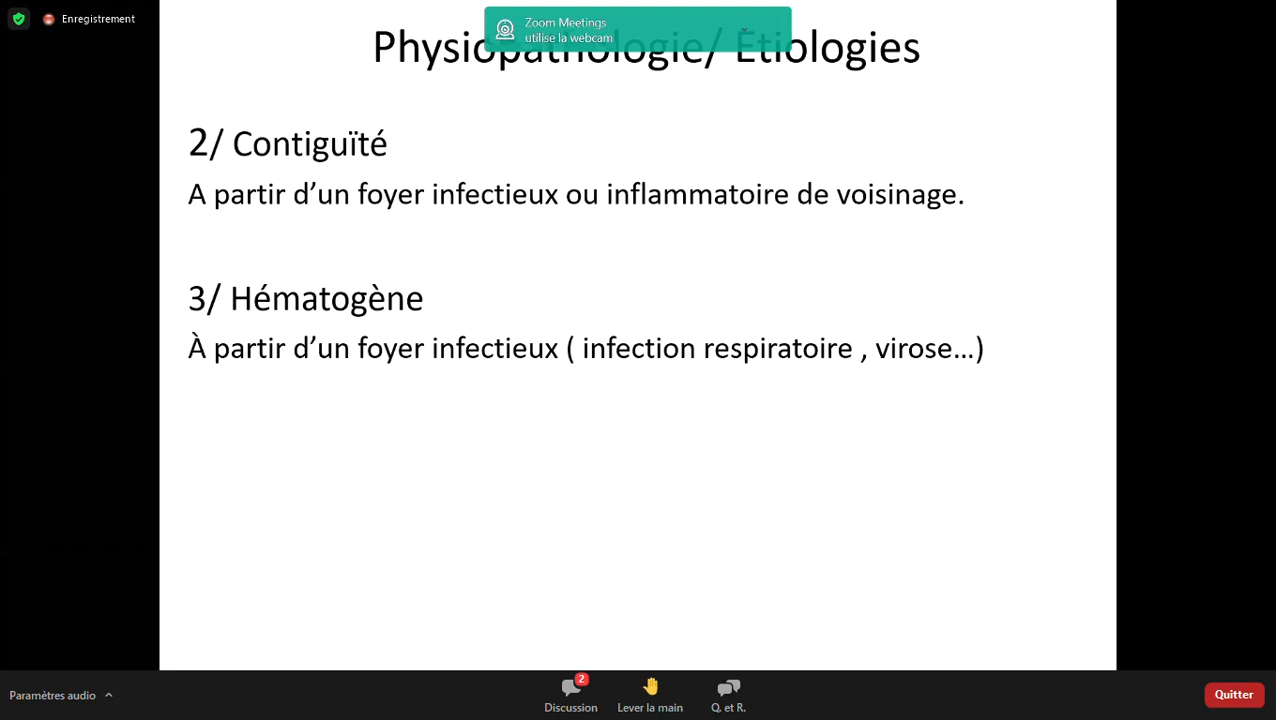 Enregistrement
Zoom Meetings
utilise la webcam
Physiopathologie/ Étiologies
2/ Contiguïté
A partir d’un foyer infectieux ou inflammatoire de voisinage.
3/ Hématogène
À partir d’un foyer infectieux ( infection respiratoire , virose…)
Paramètres audio
2
Discussion
Lever la main
Q. et R.
Quitter